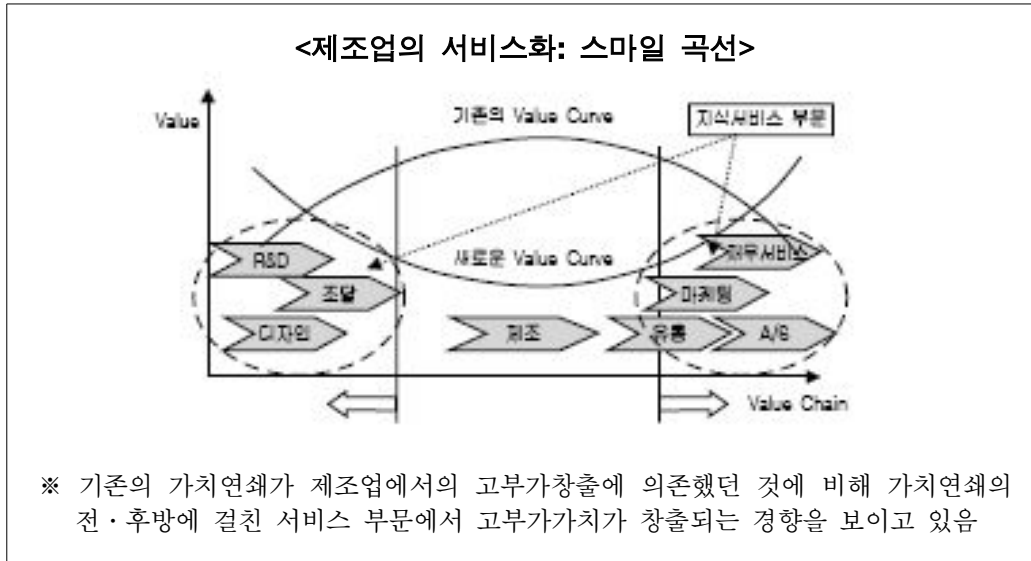 <제조업의 서비스화: 스마일 곡선>
Value
기존의 Value Curve
지식서비스 부문
R&D
새로운 Value Curve
재무서비스
조달
마케팅
디자인
제조
유통
A/S
Value Chain
※ 기존의 가치연쇄가 제조업에서의 고부가창출에 의존했던 것에 비해 가치연쇄의
전·후방에 걸친 서비스 부문에서 고부가가치가 창출되는 경향을 보이고 있음